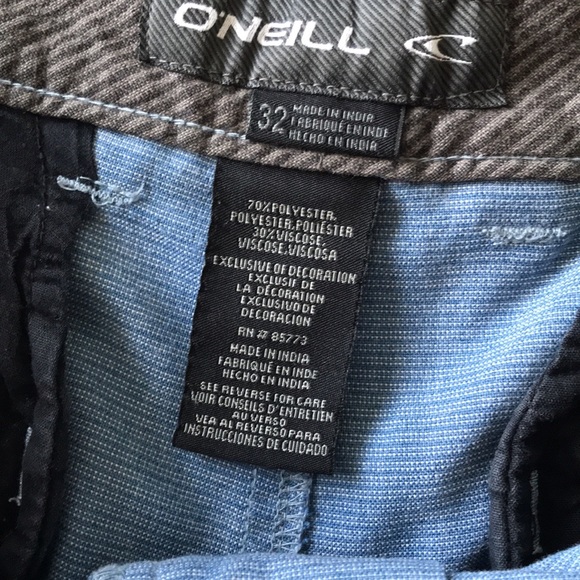 O'NEILL
32
MADE IN INDIA
FABRIQUÉ EN INDE
HECHO EN INDIA
70% POLYESTER,
POLYESTER, POLIÉSTER
30% VISCOSE,
VISCOSE, VISCOSA
EXCLUSIVE OF DECORATION
EXCLUSIF DE
LA DÉCORATION
EXCLUSIVO DE
DECORACION
RN # 85773
MADE IN INDIA
FABRIQUÉ EN INDE
HECHO EN INDIA
SEE REVERSE FOR CARE
VOIR CONSEILS D'ENTRETIEN
AU VERSO
VEA AL REVERSO PARA
INSTRUCCIONES DE CUIDADO